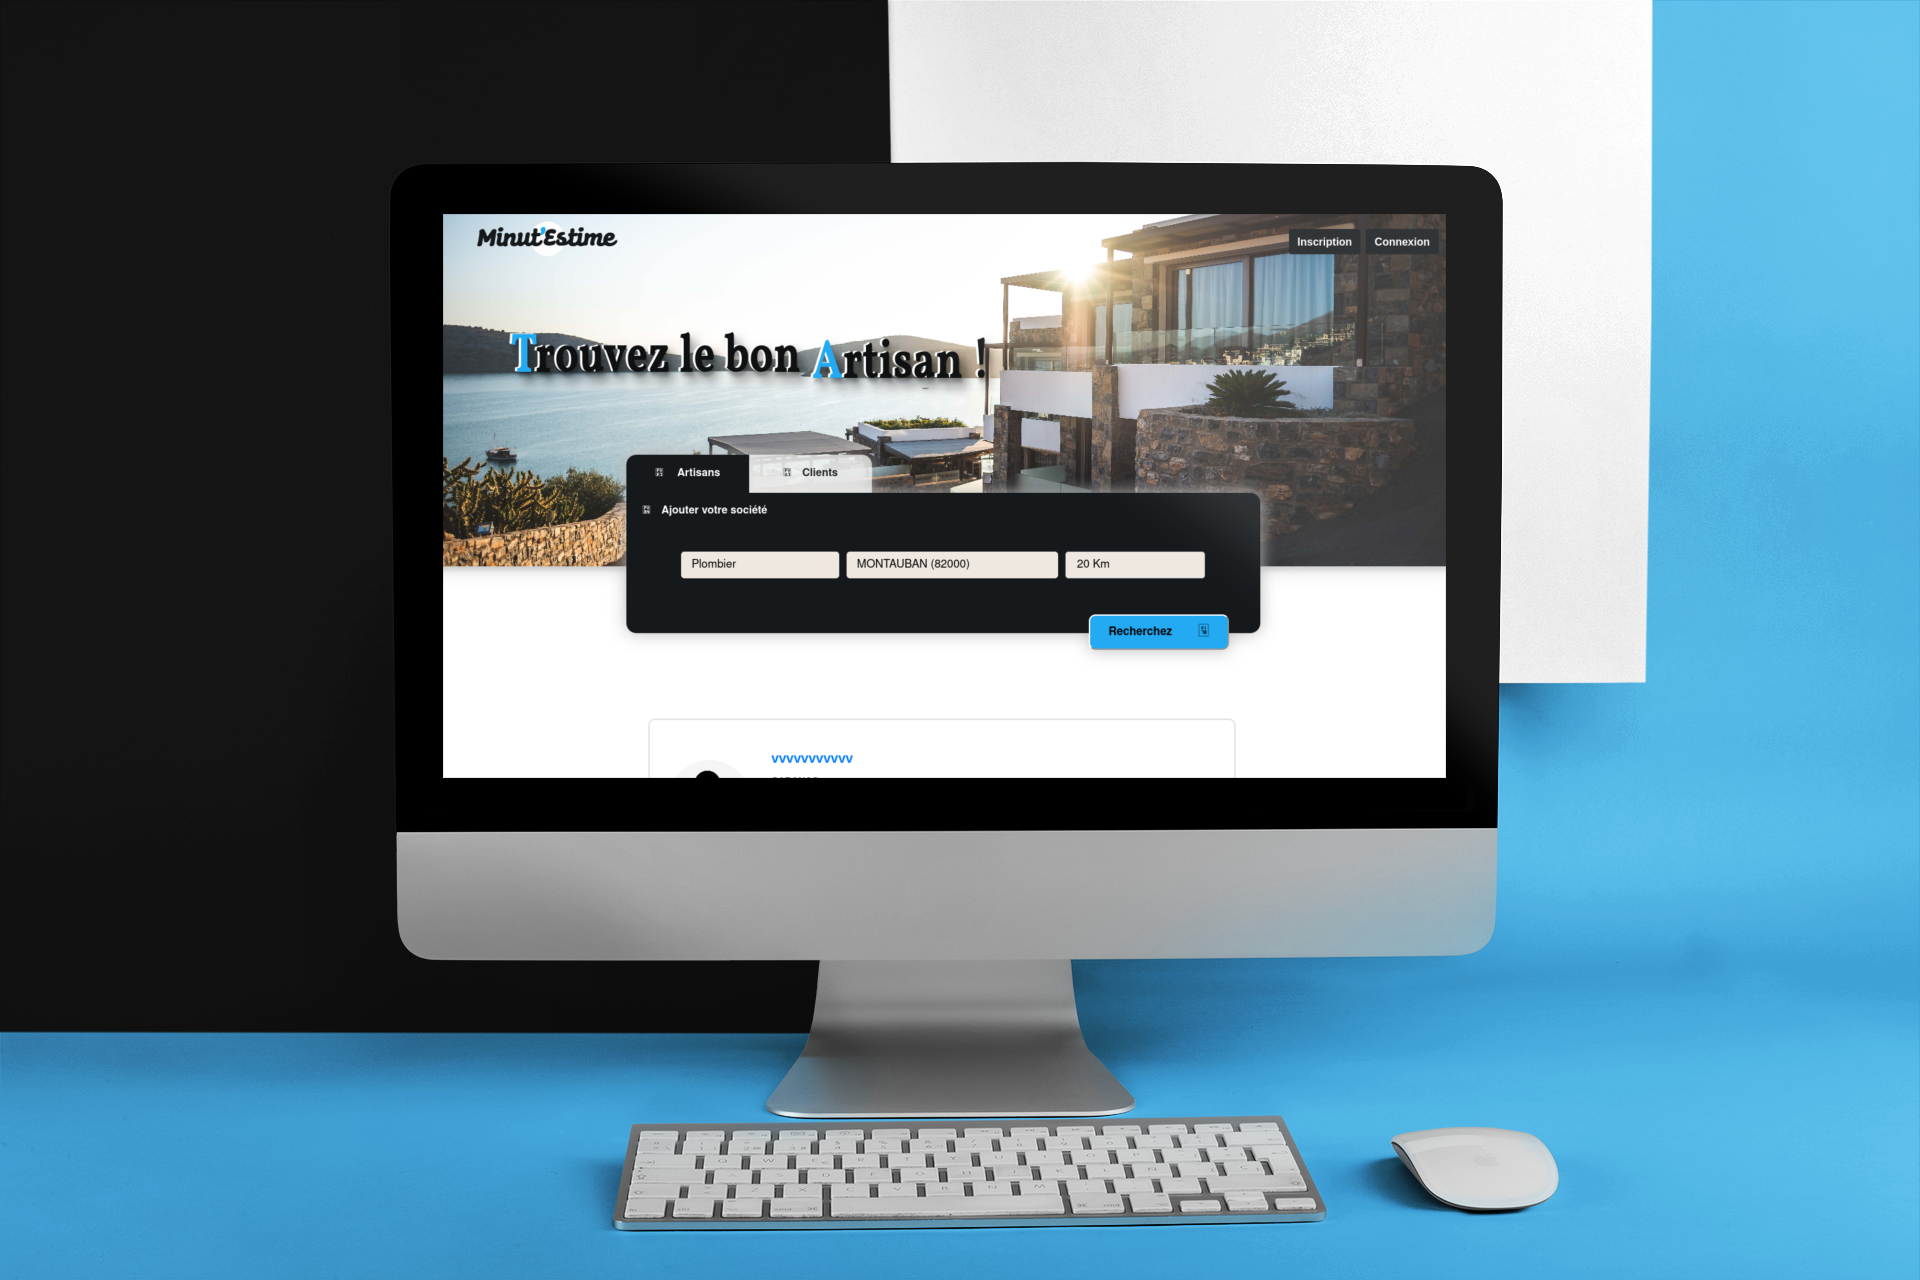 Minut'Estime
Inscription Connexion
Trouvez le bon Artisan !
Artisans Clients
Ajouter votre société
Plombier MONTAUBAN (82000) 20 Km
Recherchez
vvvvvvvvvvv